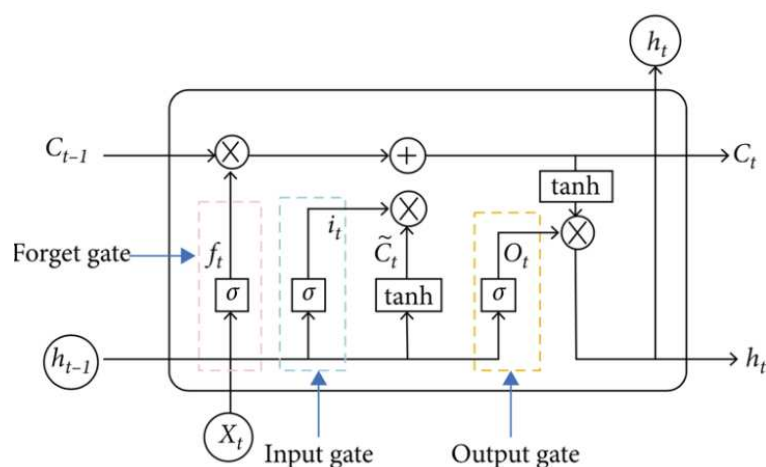 h_t
C_{t-1} × + C_t
tanh
i_t × ×
Forget gate f_t C̃_t O_t
σ σ tanh σ
h_{t-1} h_t
X_t Input gate Output gate